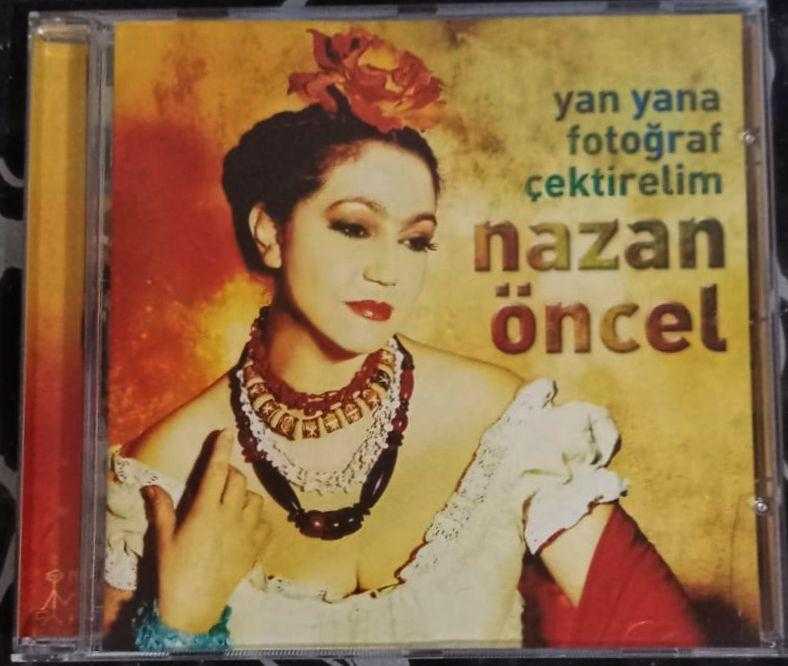 yan yana
fotoğraf
çektirelim
nazan
öncel